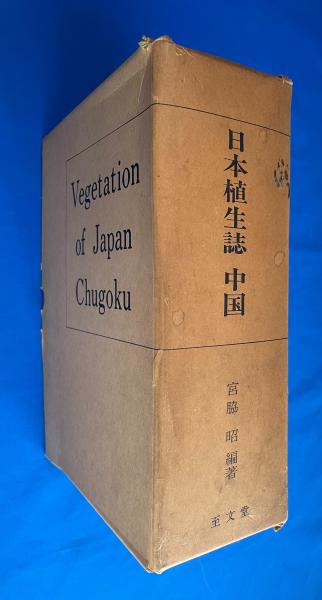 Vegetation
of Japan
Chugoku
日本植生誌 中国
宮脇 昭 編著
至文堂